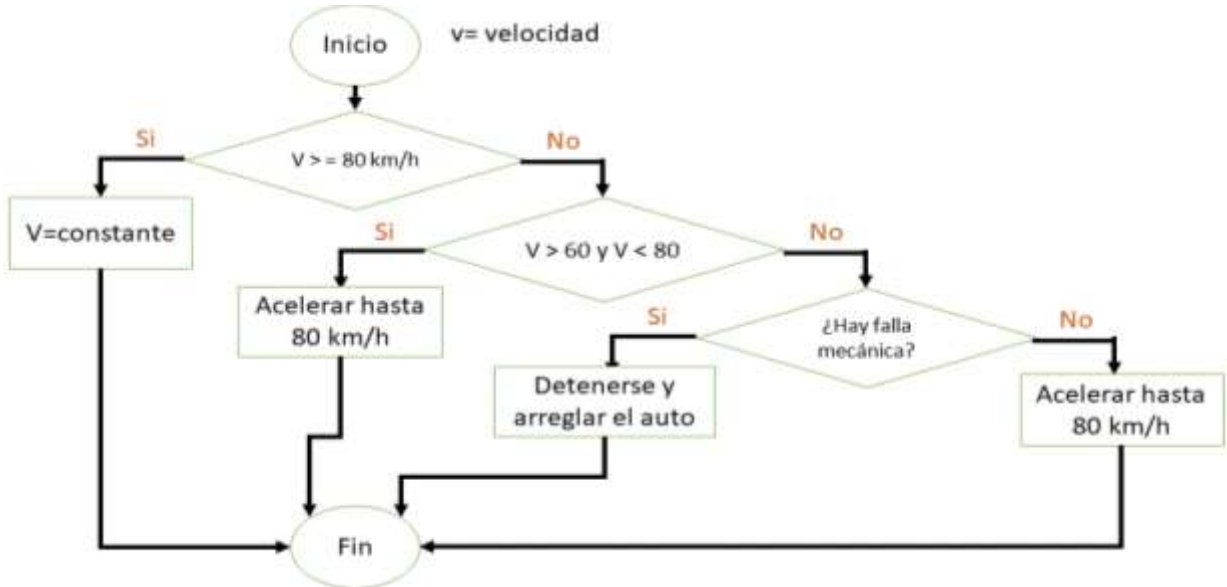 Inicio
v= velocidad
Si
No
V > = 80 km/h
V=constante
Si
No
V > 60 y V < 80
Acelerar hasta
80 km/h
Si
No
¿Hay falla
mecánica?
Detenerse y
arreglar el auto
Acelerar hasta
80 km/h
Fin